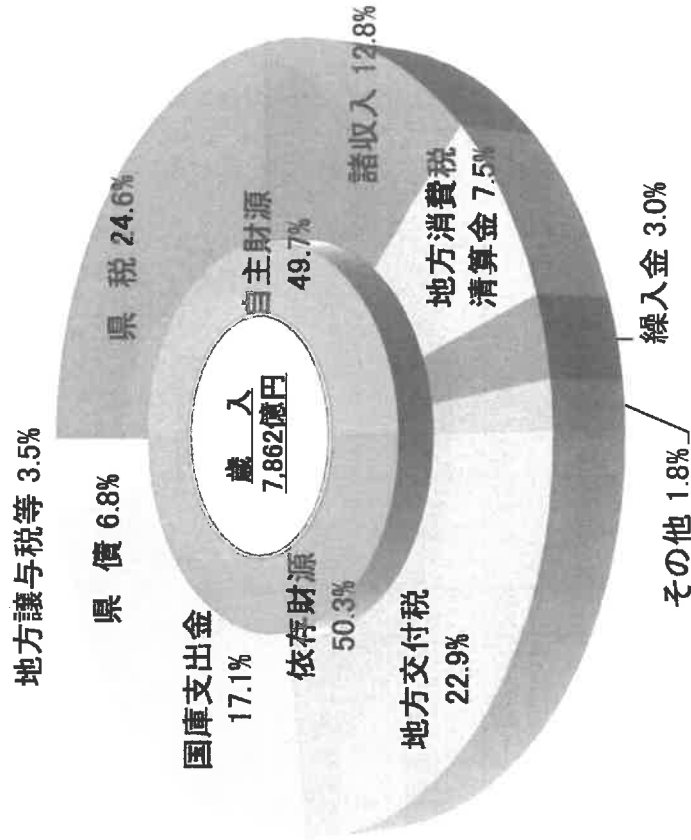 歳 入
7,862億円
自主財源
49.7%
県 税 24.6%
諸収入 12.8%
地方消費税
清算金 7.5%
繰入金 3.0%
その他 1.8%
依存財源
50.3%
地方交付税
22.9%
国庫支出金
17.1%
県 債 6.8%
地方譲与税等 3.5%